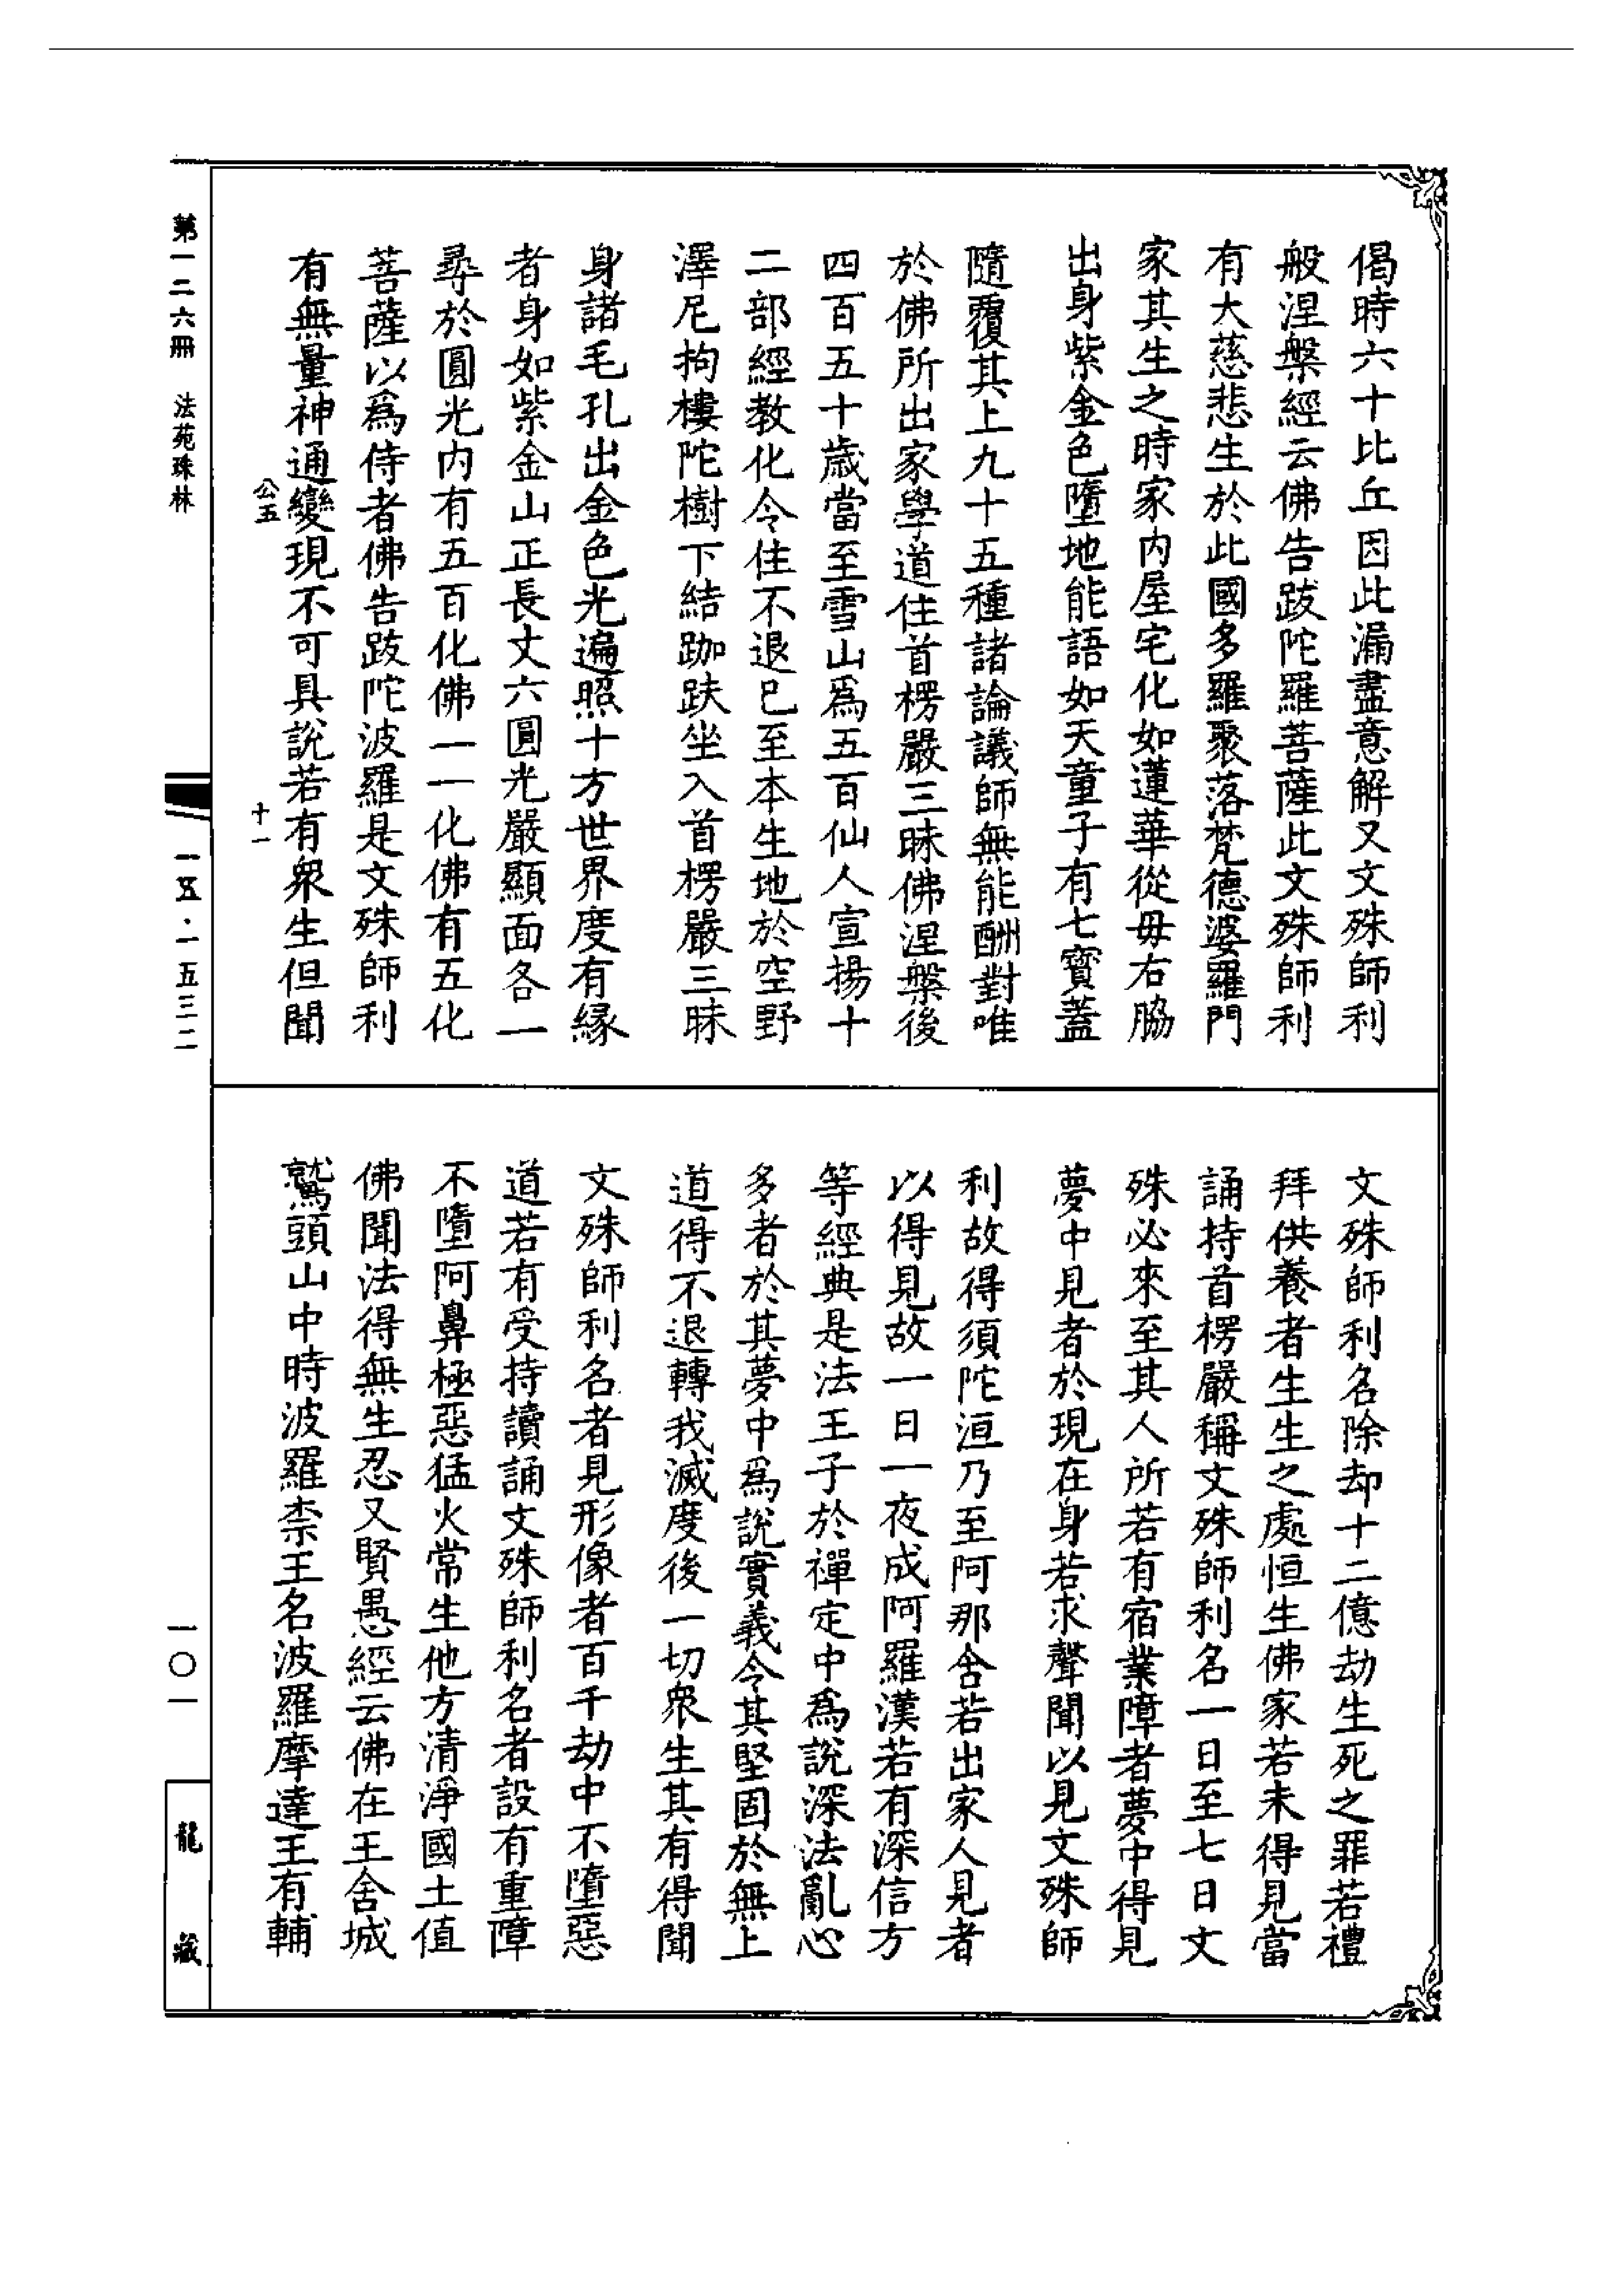 偈時六十比丘因此漏盡意解又文殊師利
般涅槃經云佛告跋陀羅菩薩此文殊師利
有大慈悲生於此國多羅聚落梵德婆羅門
家其生之時家內屋宅化如蓮華從母右脇
出身紫金色墮地能語如天童子有七寶蓋
隨覆其上九十五種諸論議師無能酬對唯
於佛所出家學道住首楞嚴三昧佛涅槃後
四百五十歲當至雪山爲五百仙人宣揚十
二部經教化令住不退已至本生地於空野
澤尼拘樓陀樹下結跏趺坐入首楞嚴三昧
身諸毛孔出金色光遍照十方世界度有緣
者身如紫金山正長丈六圓光嚴顯面各一
尋於圓光內有五百化佛一一化佛有五化
菩薩以爲侍者佛告跋陀波羅是文殊師利
有無量神通變現不可具說若有衆生但聞
公五
十一
文殊師利名除却十二億劫生死之罪若禮
拜供養者生生之處恒生佛家若未得見當
誦持首楞嚴稱文殊師利名一日至七日文
殊必來至其人所若有宿業障者夢中得見
夢中見者於現在身若求聲聞以見文殊師
利故得須陀洹乃至阿那含若出家人見者
以得見故一日一夜成阿羅漢若有深信方
等經典是法王子於禪定中爲說深法亂心
多者於其夢中爲說實義令其堅固於無上
道得不退轉我滅度後一切衆生其有得聞
文殊師利名者見形像者百千劫中不墮惡
道若有受持讀誦文殊師利名者設有重障
不墮阿鼻極惡猛火常生他方清淨國土值
佛聞法得無生忍又賢愚經云佛在王舍城
鷲頭山中時波羅柰王名波羅摩達王有輔
第一二六冊　法苑珠林
一五·一五三二
一〇一
龍藏